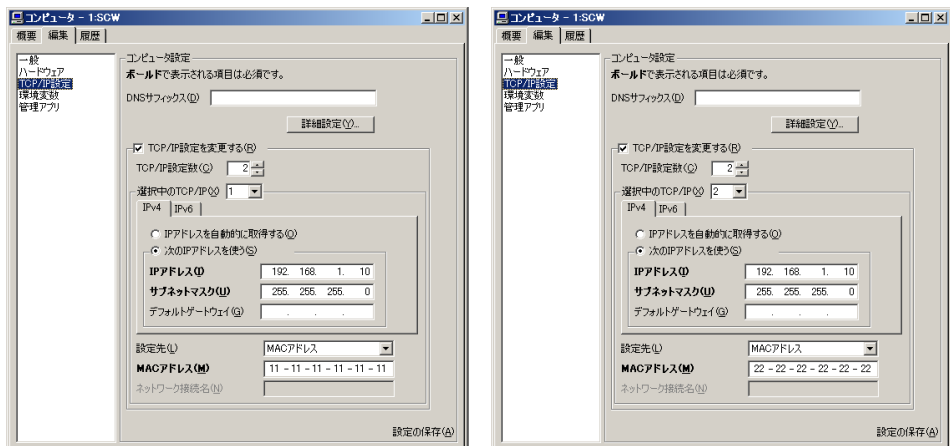 コンピュータ - 1:SCW
概要 編集 履歴
一般
ハードウェア
TCP/IP設定
環境変数
管理アプリ
コンピュータ設定
ボールドで表示される項目は必須です。
DNSサフィックス(D)
詳細設定(Y)...
TCP/IP設定を変更する(R)
TCP/IP設定数(C) 2
選択中のTCP/IP(X) 1
IPv4 IPv6
IPアドレスを自動的に取得する(O)
次のIPアドレスを使う(S)
IPアドレス(I) 192. 168. 1. 10
サブネットマスク(U) 255. 255. 255. 0
デフォルトゲートウェイ(G) . . .
設定先(L) MACアドレス
MACアドレス(M) 11 - 11 - 11 - 11 - 11 - 11
ネットワーク接続名(N)
設定の保存(A)
コンピュータ - 1:SCW
概要 編集 履歴
一般
ハードウェア
TCP/IP設定
環境変数
管理アプリ
コンピュータ設定
ボールドで表示される項目は必須です。
DNSサフィックス(D)
詳細設定(Y)...
TCP/IP設定を変更する(R)
TCP/IP設定数(C) 2
選択中のTCP/IP(X) 2
IPv4 IPv6
IPアドレスを自動的に取得する(O)
次のIPアドレスを使う(S)
IPアドレス(I) 192. 168. 1. 10
サブネットマスク(U) 255. 255. 255. 0
デフォルトゲートウェイ(G) . . .
設定先(L) MACアドレス
MACアドレス(M) 22 - 22 - 22 - 22 - 22 - 22
ネットワーク接続名(N)
設定の保存(A)